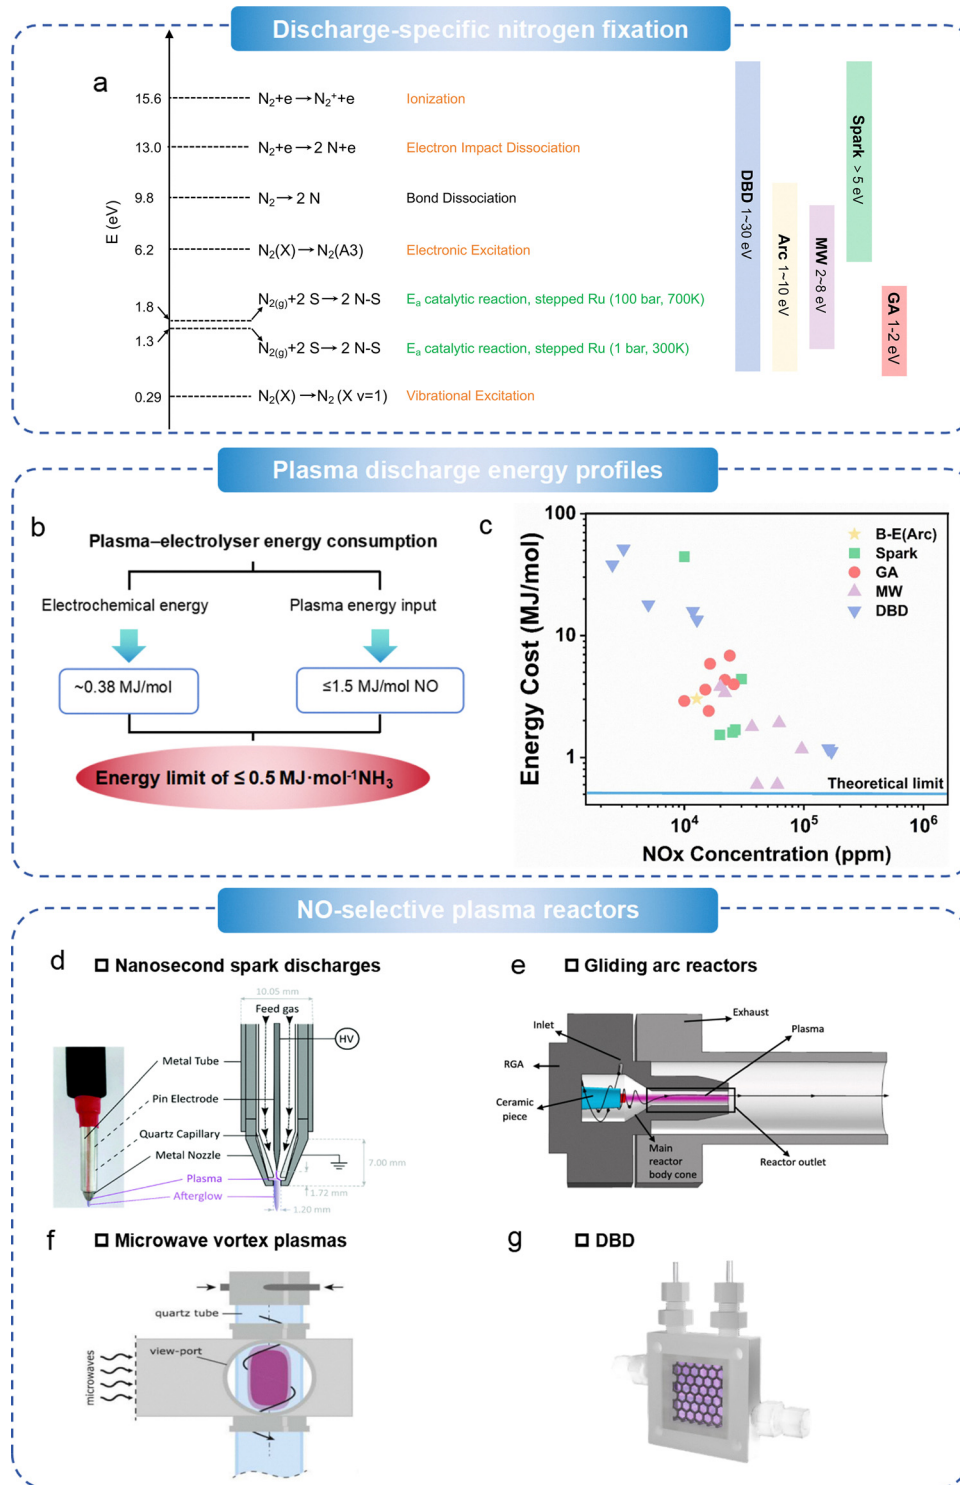 Discharge-specific nitrogen fixation
a
E (eV)
15.6
N₂+e→N₂⁺+e
Ionization
13.0
N₂+e→2 N+e
Electron Impact Dissociation
9.8
N₂→2 N
Bond Dissociation
6.2
N₂(X)→N₂(A3)
Electronic Excitation
1.8
N₂(g)+2 S→2 N-S
Eₐ catalytic reaction, stepped Ru (100 bar, 700K)
1.3
N₂(g)+2 S→2 N-S
Eₐ catalytic reaction, stepped Ru (1 bar, 300K)
0.29
N₂(X)→N₂ (X v=1)
Vibrational Excitation
DBD 1~30 eV
Arc 1~10 eV
MW 2~8 eV
Spark > 5 eV
GA 1-2 eV
Plasma discharge energy profiles
b
Plasma–electrolyser energy consumption
Electrochemical energy
Plasma energy input
~0.38 MJ/mol
≤1.5 MJ/mol NO
Energy limit of ≤ 0.5 MJ·mol⁻¹NH₃
c
Energy Cost (MJ/mol)
100
10
1
B-E(Arc)
Spark
GA
MW
DBD
Theoretical limit
10⁴
10⁵
10⁶
NOx Concentration (ppm)
NO-selective plasma reactors
d
Nanosecond spark discharges
10.05 mm
Feed gas
HV
Metal Tube
Pin Electrode
Quartz Capillary
Metal Nozzle
Plasma
Afterglow
7.00 mm
1.72 mm
1.20 mm
e
Gliding arc reactors
Exhaust
Inlet
Plasma
RGA
Ceramic
piece
Main
reactor
body cone
Reactor outlet
f
Microwave vortex plasmas
quartz tube
view-port
microwaves
g
DBD